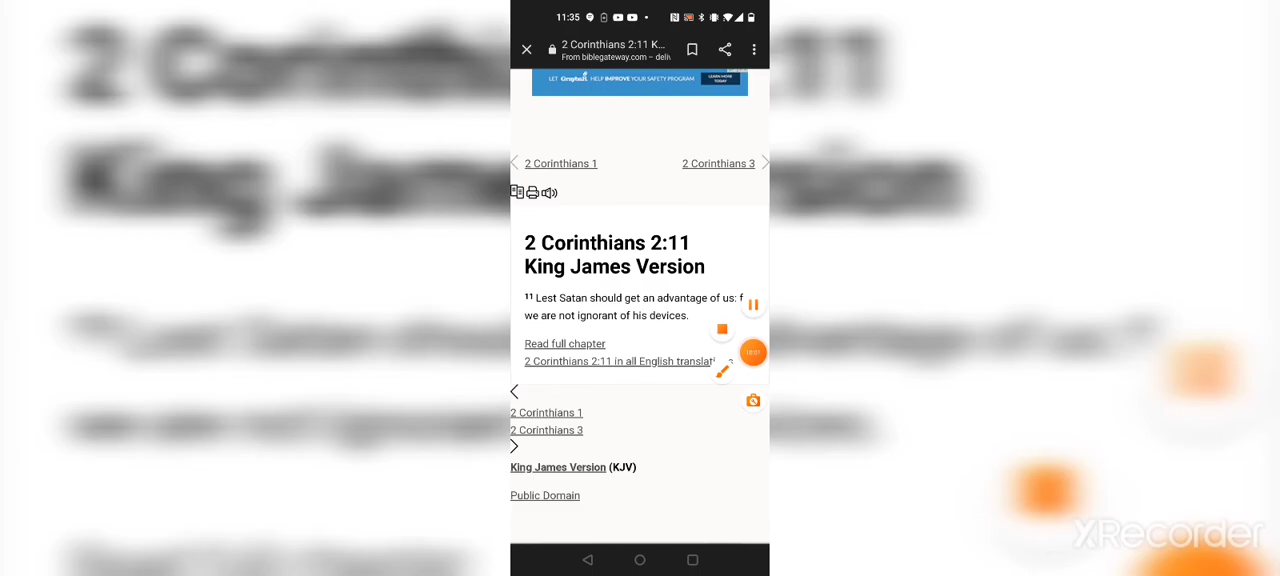 11:35
2 Corinthians 2:11 K...
From biblegateway.com – deliv
LET Graybar HELP IMPROVE YOUR SAFETY PROGRAM
LEARN MORE
TODAY
2 Corinthians 1
2 Corinthians 3
2 Corinthians 2:11
King James Version
11 Lest Satan should get an advantage of us: f
we are not ignorant of his devices.
Read full chapter
2 Corinthians 2:11 in all English translati
2 Corinthians 1
2 Corinthians 3
King James Version (KJV)
Public Domain
XRecorder